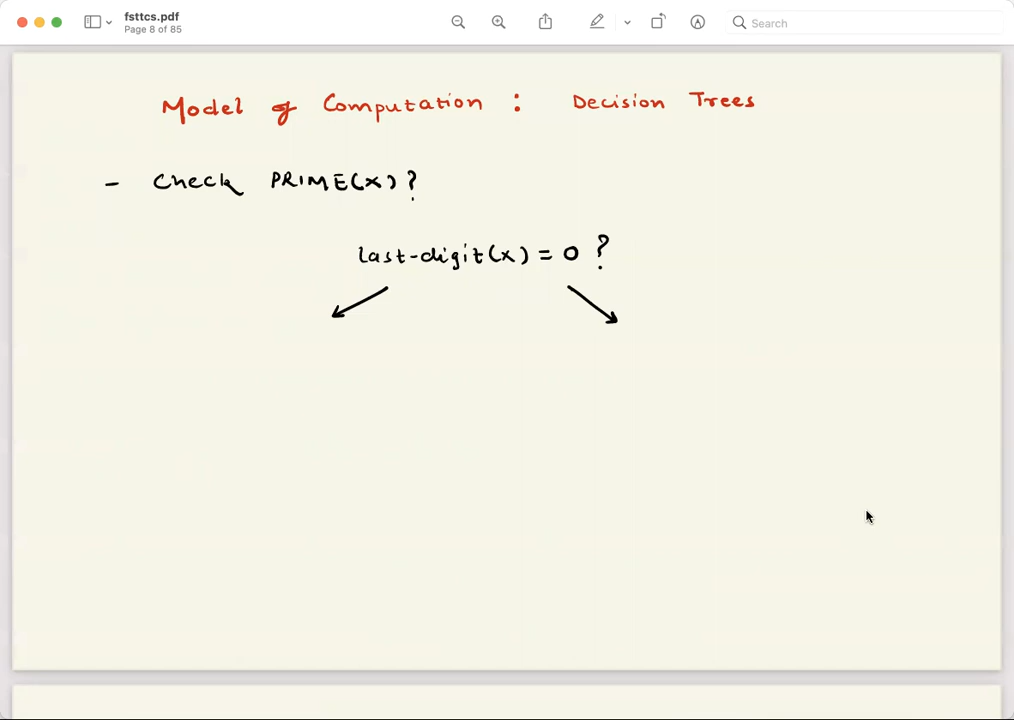 fsttcs.pdf
Page 8 of 85
Search
Model of Computation : Decision Trees
- Check PRIME(x) ?
last-digit(x) = 0 ?